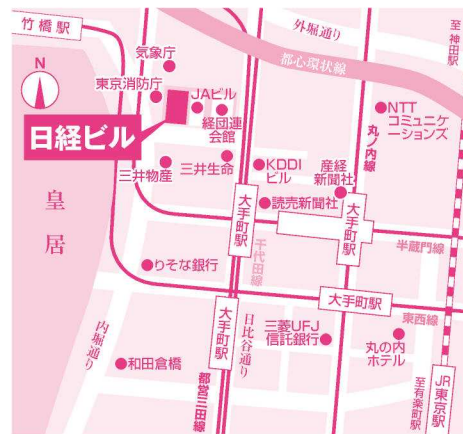 竹橋駅
外堀通り
至神田駅
気象庁
都心環状線
N
東京消防庁
JAビル
経団連
会館
NTT
コミュニケ
ーションズ
丸ノ内線
日経ビル
三井物産
三井生命
KDDI
ビル
産経
新聞社
読売新聞社
大手町駅
大手町駅
皇居
千代田線
半蔵門線
りそな銀行
大手町駅
東西線
内堀通り
大手町駅
日比谷通り
三菱UFJ
信託銀行
丸の内
ホテル
和田倉橋
都営三田線
至有楽町駅
JR東京駅